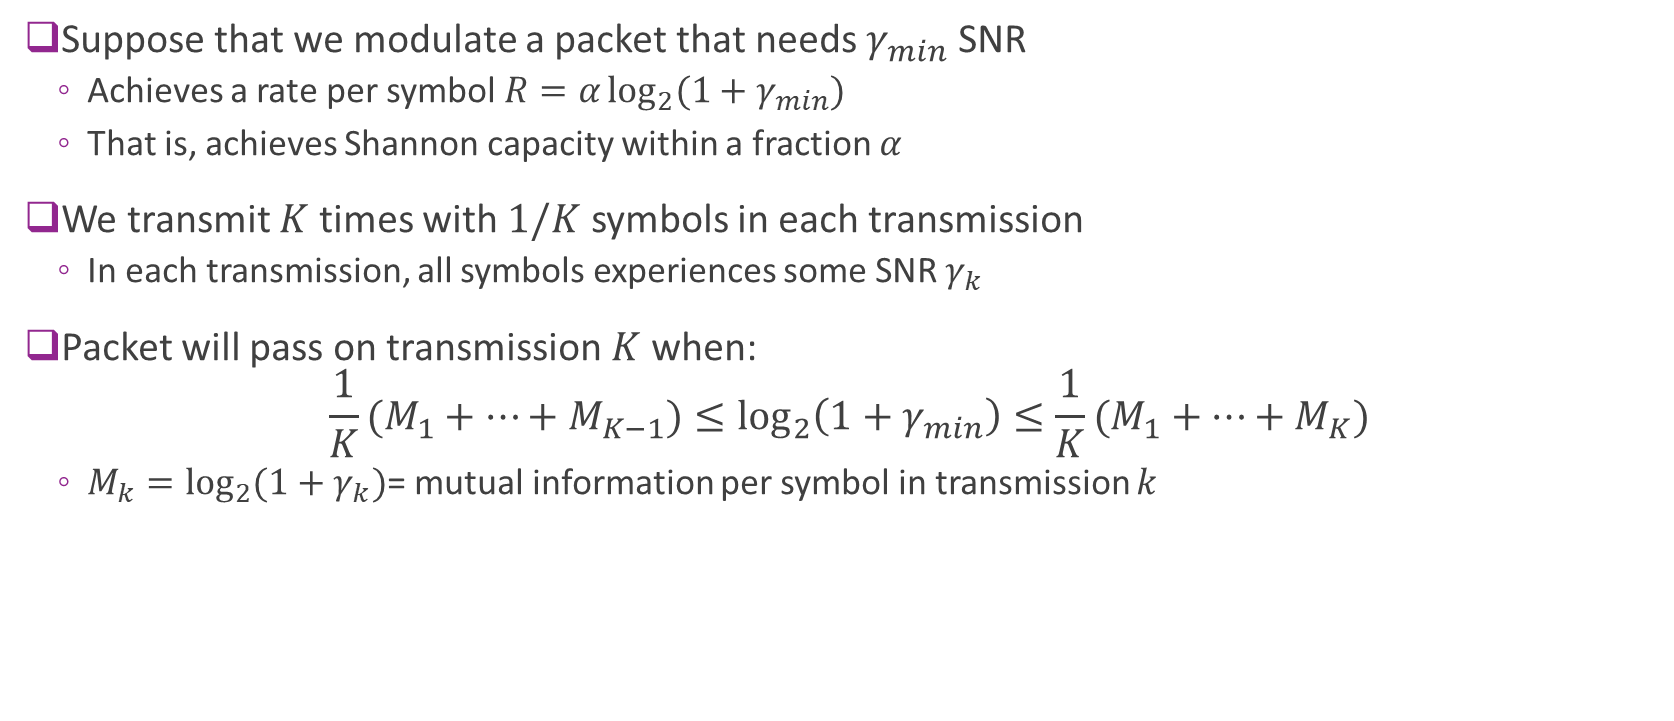 ❑Suppose that we modulate a packet that needs γ_min SNR
◦ Achieves a rate per symbol R = α log₂(1 + γ_min)
◦ That is, achieves Shannon capacity within a fraction α
❑We transmit K times with 1/K symbols in each transmission
◦ In each transmission, all symbols experiences some SNR γ_k
❑Packet will pass on transmission K when:
1/K (M₁ + ⋯ + M_{K−1}) ≤ log₂(1 + γ_min) ≤ 1/K (M₁ + ⋯ + M_K)
◦ M_k = log₂(1 + γ_k)= mutual information per symbol in transmission k